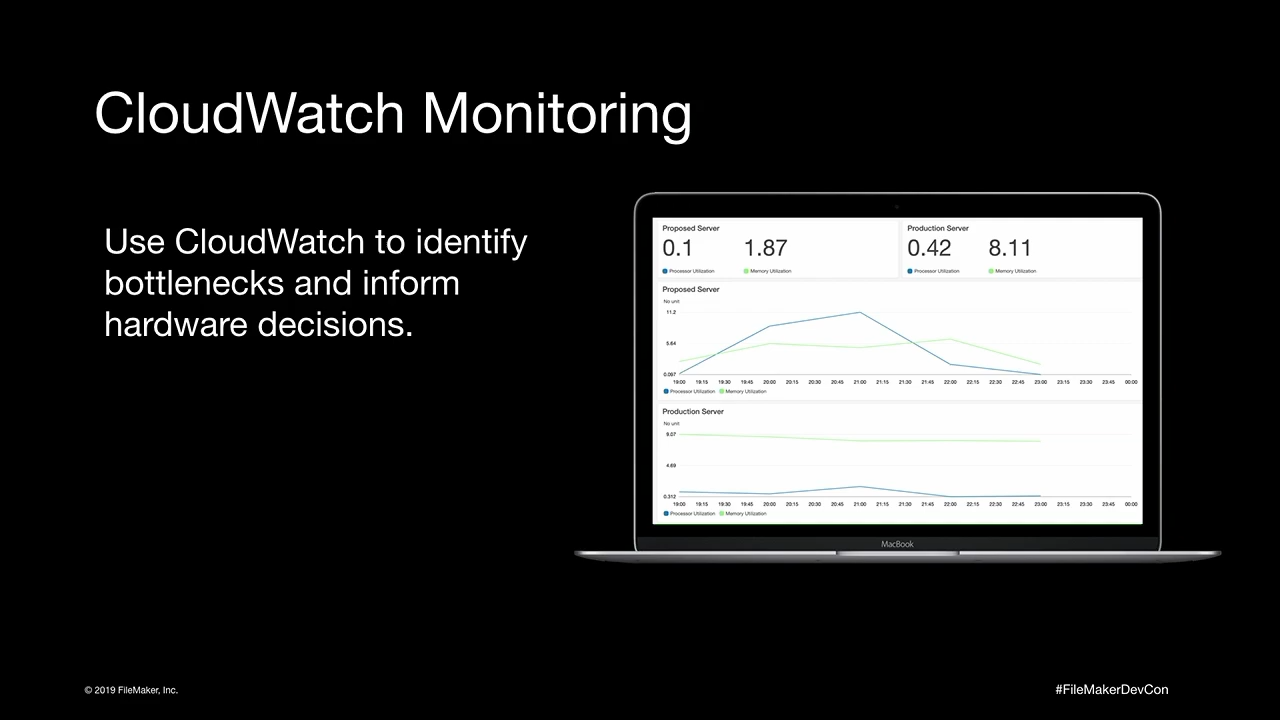 CloudWatch Monitoring
Use CloudWatch to identify
bottlenecks and inform
hardware decisions.
Proposed Server
0.1 1.87
Processor Utilization Memory Utilization
Production Server
0.42 8.11
Processor Utilization Memory Utilization
Proposed Server
No unit
11.2
5.64
0.097
19:00 19:15 19:30 19:45 20:00 20:15 20:30 20:45 21:00 21:15 21:30 21:45 22:00 22:15 22:30 22:45 23:00 23:15 23:30 23:45 00:00
Processor Utilization Memory Utilization
Production Server
No unit
9.07
4.69
0.312
19:00 19:15 19:30 19:45 20:00 20:15 20:30 20:45 21:00 21:15 21:30 21:45 22:00 22:15 22:30 22:45 23:00 23:15 23:30 23:45 00:00
Processor Utilization Memory Utilization
MacBook
© 2019 FileMaker, Inc.
#FileMakerDevCon